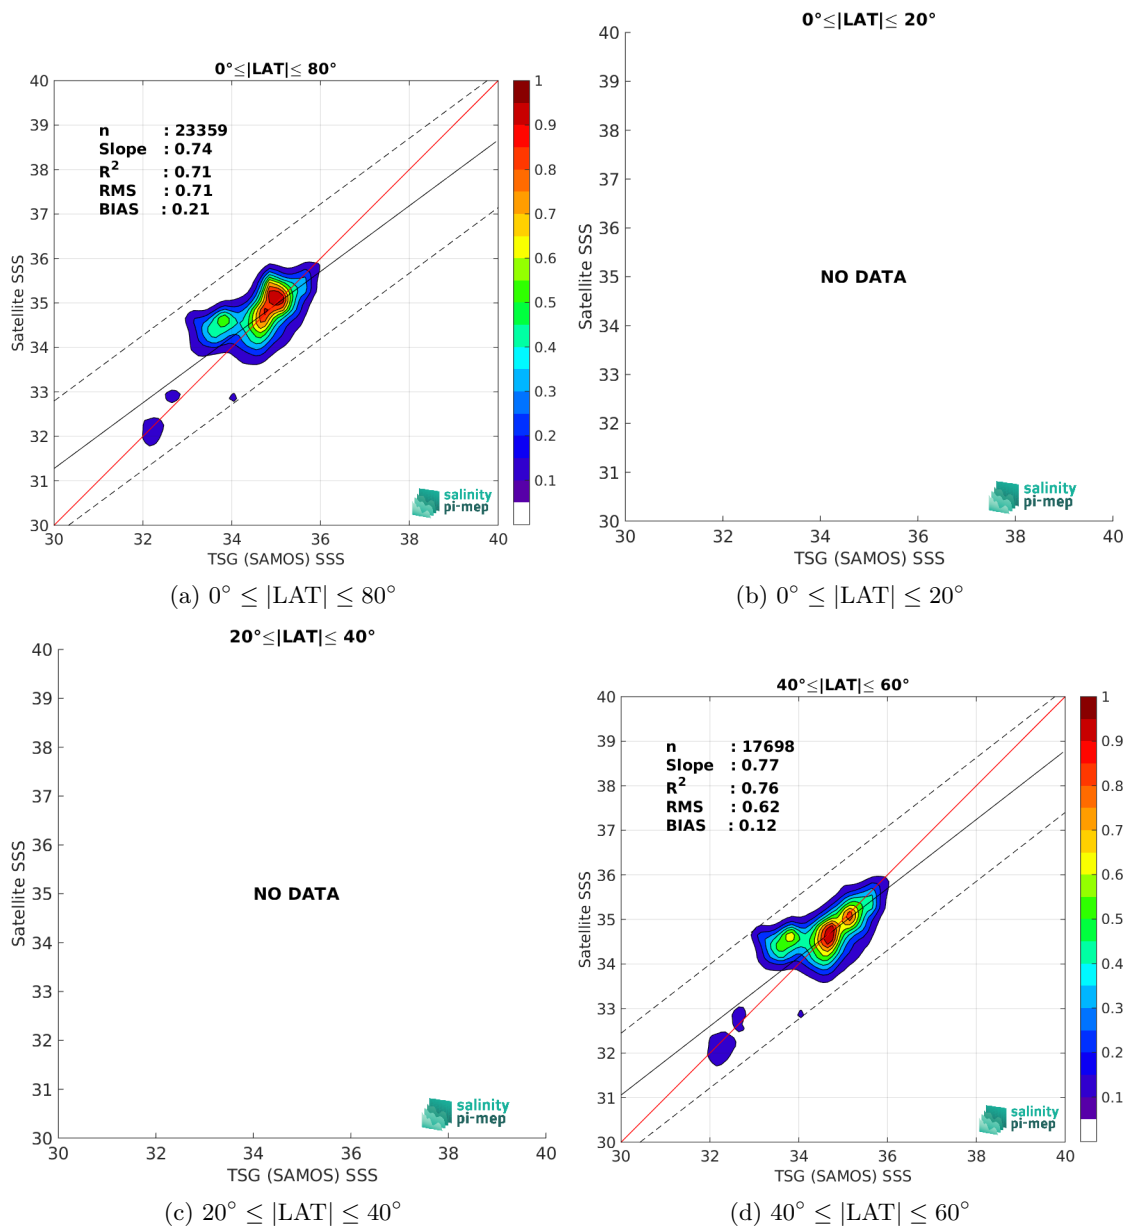 0°≤|LAT|≤ 80°
40
39
38
37
36
35
34
33
32
31
30
Satellite SSS
n : 23359
Slope : 0.74
R² : 0.71
RMS : 0.71
BIAS : 0.21
salinity
pi-mep
30 32 34 36 38 40
TSG (SAMOS) SSS
1
0.9
0.8
0.7
0.6
0.5
0.4
0.3
0.2
0.1
(a) 0° ≤ |LAT| ≤ 80°
0°≤|LAT|≤ 20°
40
39
38
37
36
35
34
33
32
31
30
Satellite SSS
NO DATA
salinity
pi-mep
30 32 34 36 38 40
TSG (SAMOS) SSS
(b) 0° ≤ |LAT| ≤ 20°
20°≤|LAT|≤ 40°
40
39
38
37
36
35
34
33
32
31
30
Satellite SSS
NO DATA
salinity
pi-mep
30 32 34 36 38 40
TSG (SAMOS) SSS
(c) 20° ≤ |LAT| ≤ 40°
40°≤|LAT|≤ 60°
40
39
38
37
36
35
34
33
32
31
30
Satellite SSS
n : 17698
Slope : 0.77
R² : 0.76
RMS : 0.62
BIAS : 0.12
salinity
pi-mep
30 32 34 36 38 40
TSG (SAMOS) SSS
1
0.9
0.8
0.7
0.6
0.5
0.4
0.3
0.2
0.1
(d) 40° ≤ |LAT| ≤ 60°